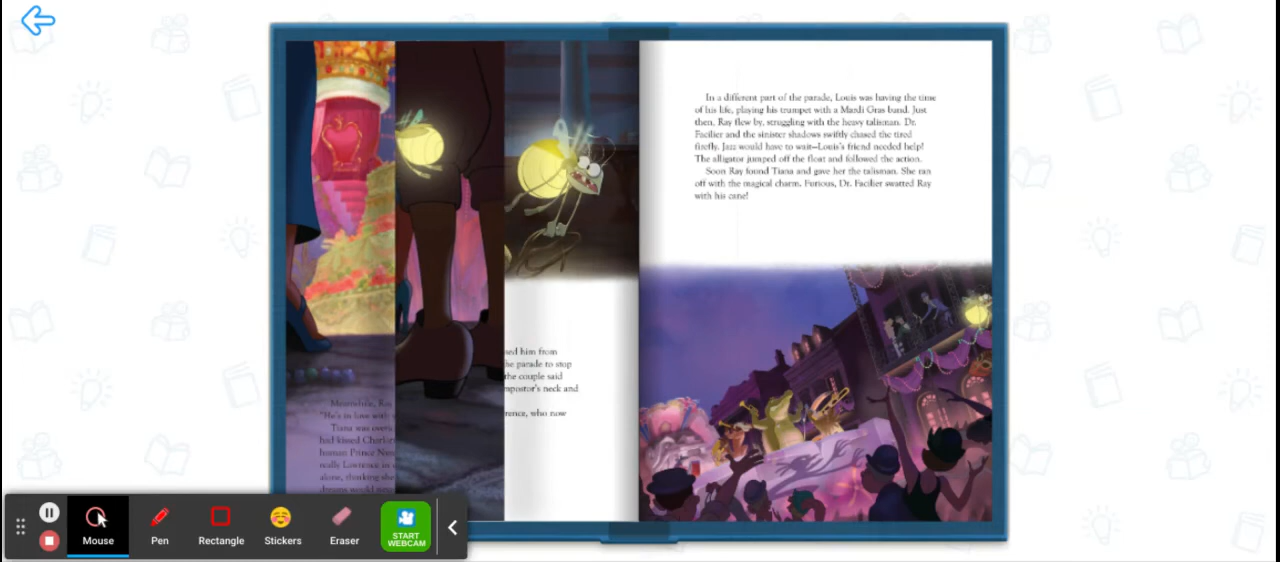 Meanwhile, Ray
"He's in love with
Tiana was
had kissed Charlo
human Prince Nav
really Lawrence in
alone, thinking she
dreams would
sed him from
he parade to stop
the couple said
mpostor's neck and
rence, who now
In a different part of the parade, Louis was having the time
of his life, playing his trumpet with a Mardi Gras band. Just
then, Ray flew by, struggling with the heavy talisman. Dr.
Facilier and the sinister shadows swiftly chased the tired
firefly. Jazz would have to wait—Louis's friend needed help!
The alligator jumped off the float and followed the action.
Soon Ray found Tiana and gave her the talisman. She ran
off with the magical charm. Furious, Dr. Facilier swatted Ray
with his cane!
Mouse
Pen
Rectangle
Stickers
Eraser
START
WEBCAM